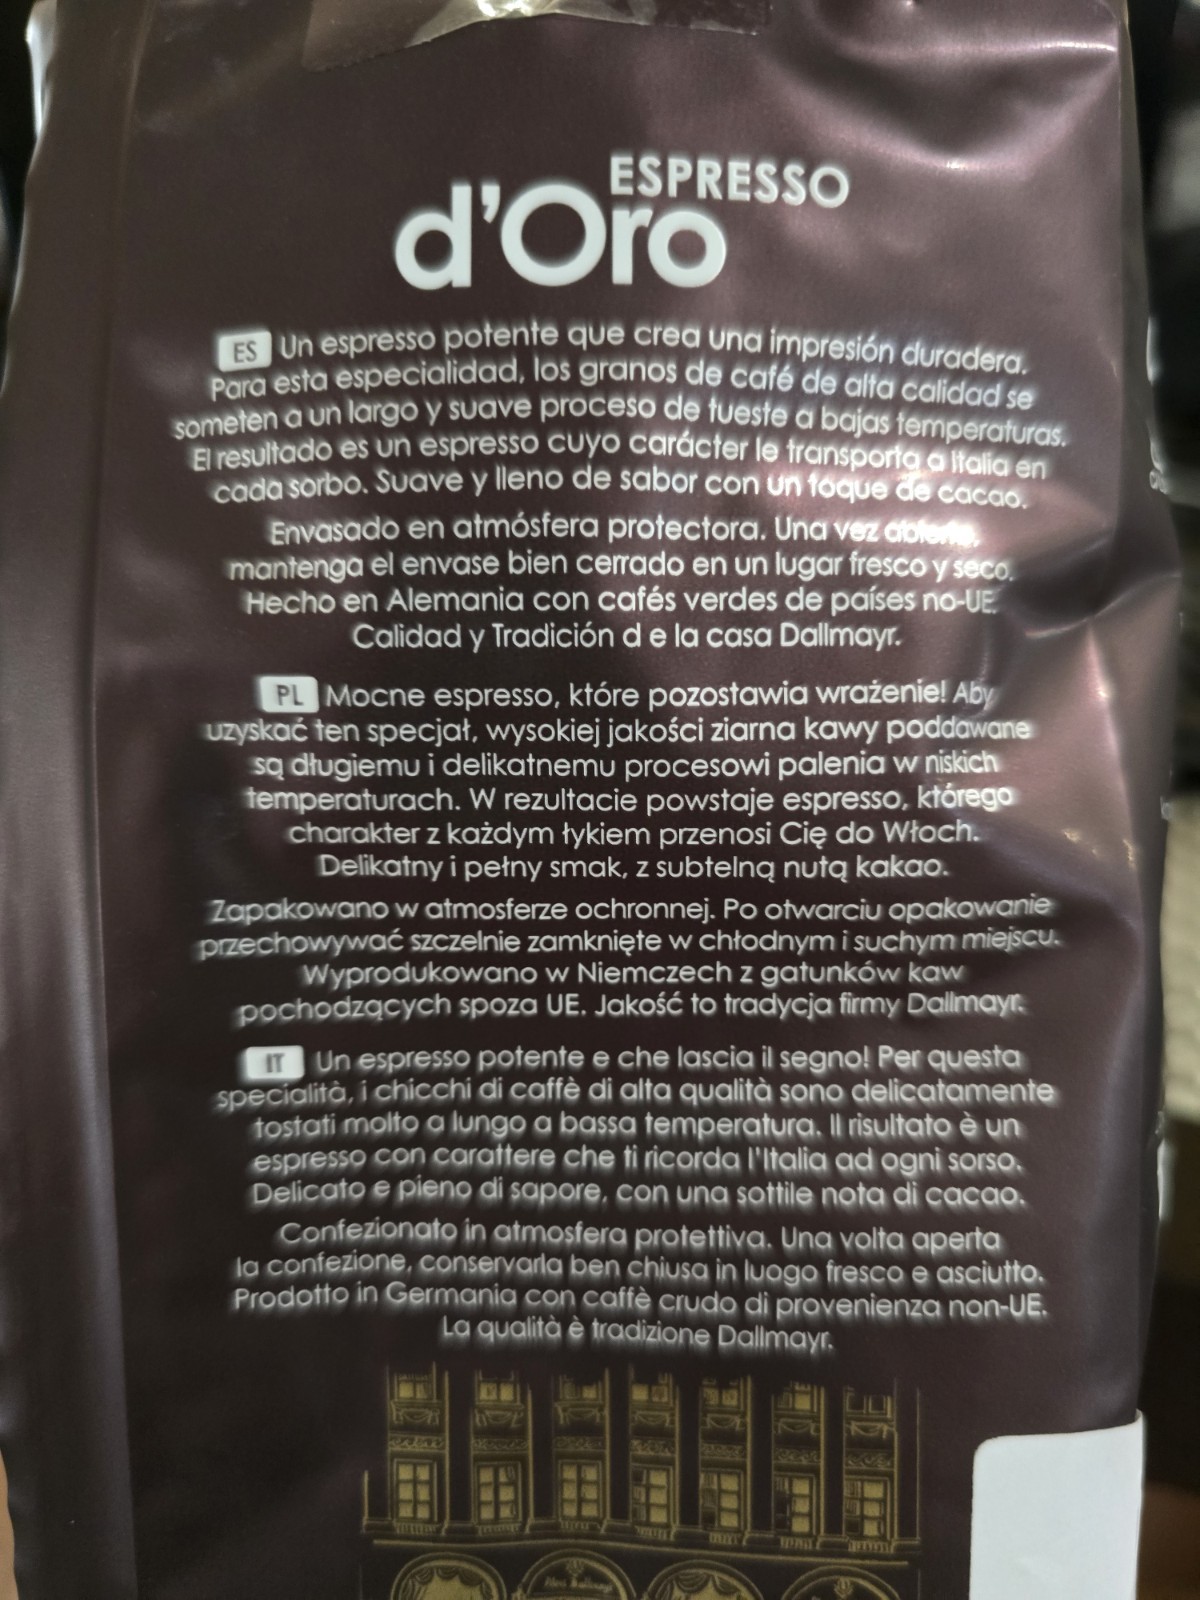 ESPRESSO
d'Oro
ES Un espresso potente que crea una impresión duradera.
Para esta especialidad, los granos de café de alta calidad se
someten a un largo y suave proceso de tueste a bajas temperaturas.
El resultado es un espresso cuyo carácter le transporta a Italia en
cada sorbo. Suave y lleno de sabor con un toque de cacao.
Envasado en atmósfera protectora. Una vez abierto,
mantenga el envase bien cerrado en un lugar fresco y seco.
Hecho en Alemania con cafés verdes de países no-UE.
Calidad y Tradición d e la casa Dallmayr.
PL Mocne espresso, które pozostawia wrażenie! Aby
uzyskać ten specjał, wysokiej jakości ziarna kawy poddawane
są długiemu i delikatnemu procesowi palenia w niskich
temperaturach. W rezultacie powstaje espresso, którego
charakter z każdym łykiem przenosi Cię do Włoch.
Delikatny i pełny smak, z subtelną nutą kakao.
Zapakowano w atmosferze ochronnej. Po otwarciu opakowanie
przechowywać szczelnie zamknięte w chłodnym i suchym miejscu.
Wyprodukowano w Niemczech z gatunków kaw
pochodzących spoza UE. Jakość to tradycja firmy Dallmayr.
IT Un espresso potente e che lascia il segno! Per questa
specialità, i chicchi di caffè di alta qualità sono delicatamente
tostati molto a lungo a bassa temperatura. Il risultato è un
espresso con carattere che ti ricorda l'Italia ad ogni sorso.
Delicato e pieno di sapore, con una sottile nota di cacao.
Confezionato in atmosfera protettiva. Una volta aperta
la confezione, conservarla ben chiusa in luogo fresco e asciutto.
Prodotto in Germania con caffè crudo di provenienza non-UE.
La qualità è tradizione Dallmayr.